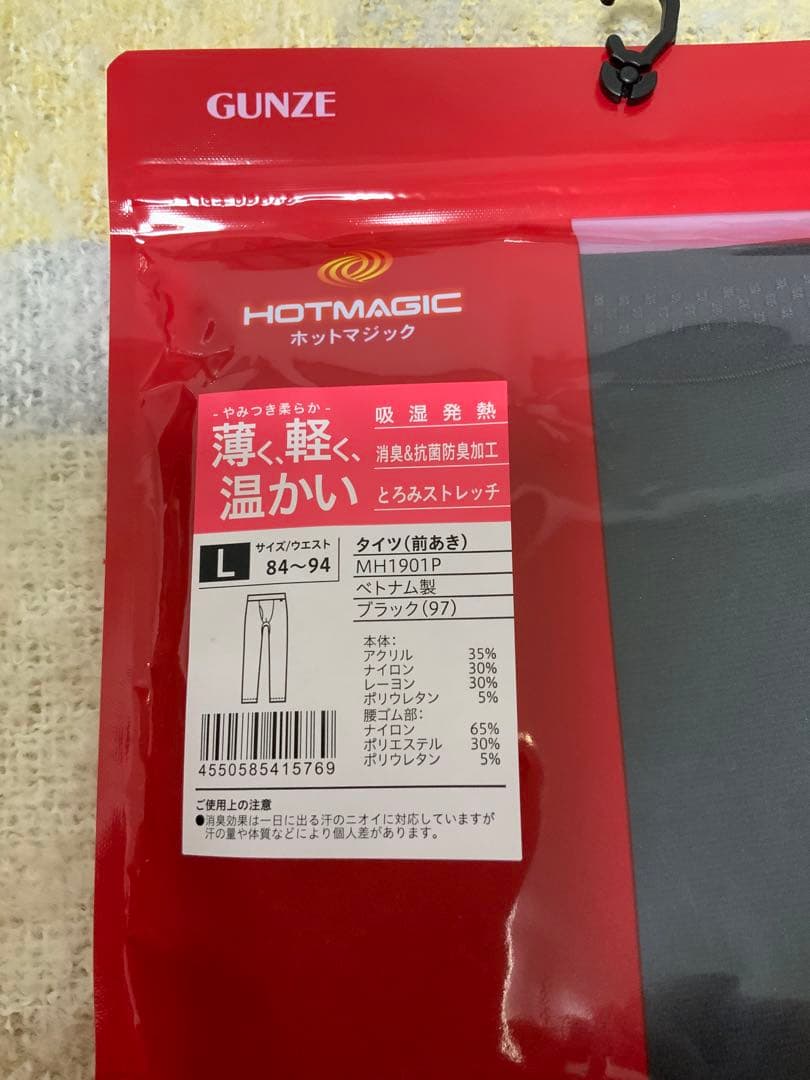 GUNZE
HOTMAGIC
ホットマジック
- やみつき柔らか -
薄く、軽く、
温かい
吸湿発熱
消臭&抗菌防臭加工
とろみストレッチ
L
サイズ/ウエスト
84〜94
タイツ(前あき)
MH1901P
ベトナム製
ブラック(97)
本体:
アクリル 35%
ナイロン 30%
レーヨン 30%
ポリウレタン 5%
腰ゴム部:
ナイロン 65%
ポリエステル 30%
ポリウレタン 5%
4550585415769
ご使用上の注意
●消臭効果は一日に出る汗のニオイに対応していますが
汗の量や体質などにより個人差があります。